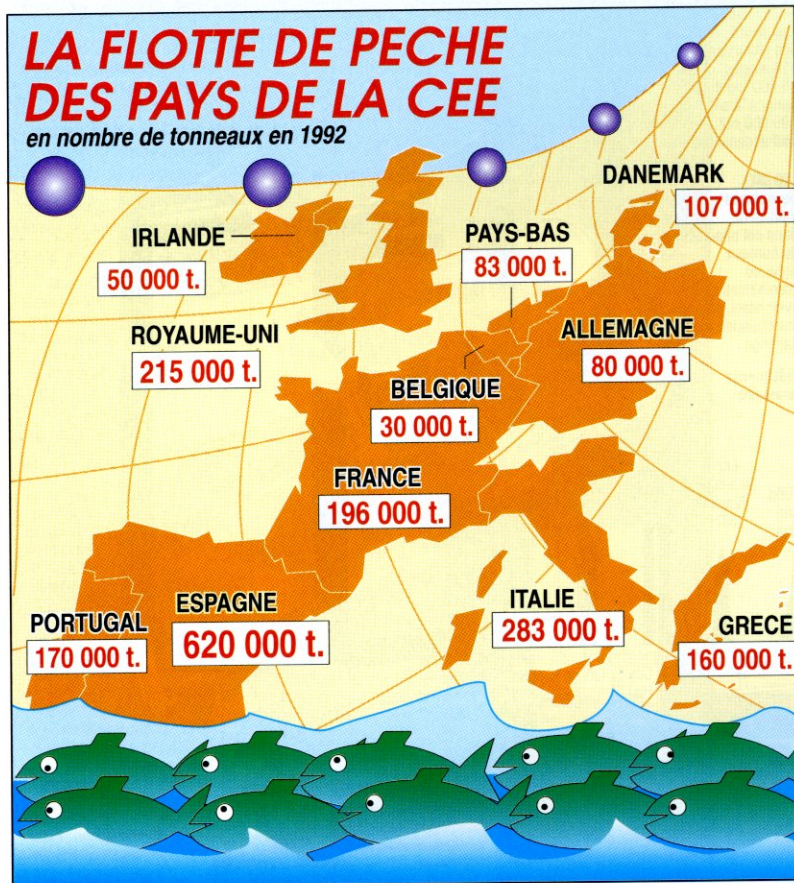 LA FLOTTE DE PECHE
DES PAYS DE LA CEE
en nombre de tonneaux en 1992
DANEMARK
107 000 t.
IRLANDE
50 000 t.
PAYS-BAS
83 000 t.
ROYAUME-UNI
215 000 t.
ALLEMAGNE
80 000 t.
BELGIQUE
30 000 t.
FRANCE
196 000 t.
PORTUGAL
170 000 t.
ESPAGNE
620 000 t.
ITALIE
283 000 t.
GRECE
160 000 t.